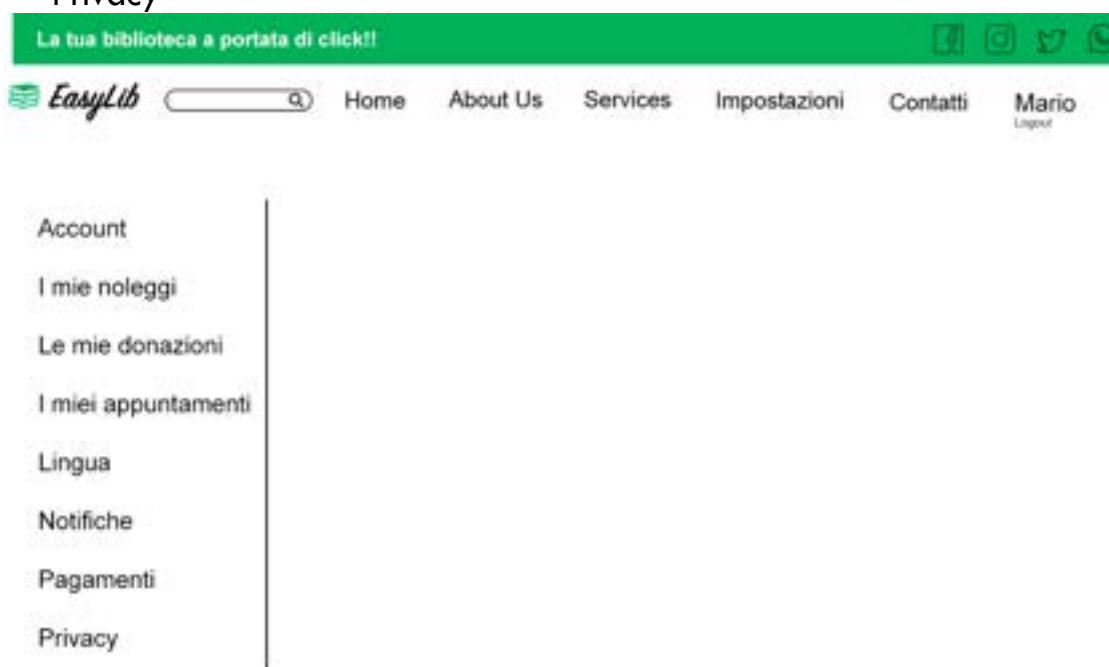 Privacy
La tua biblioteca a portata di click!!
EasyLib Home About Us Services Impostazioni Contatti Mario
Logout
Account
I mie noleggi
Le mie donazioni
I miei appuntamenti
Lingua
Notifiche
Pagamenti
Privacy